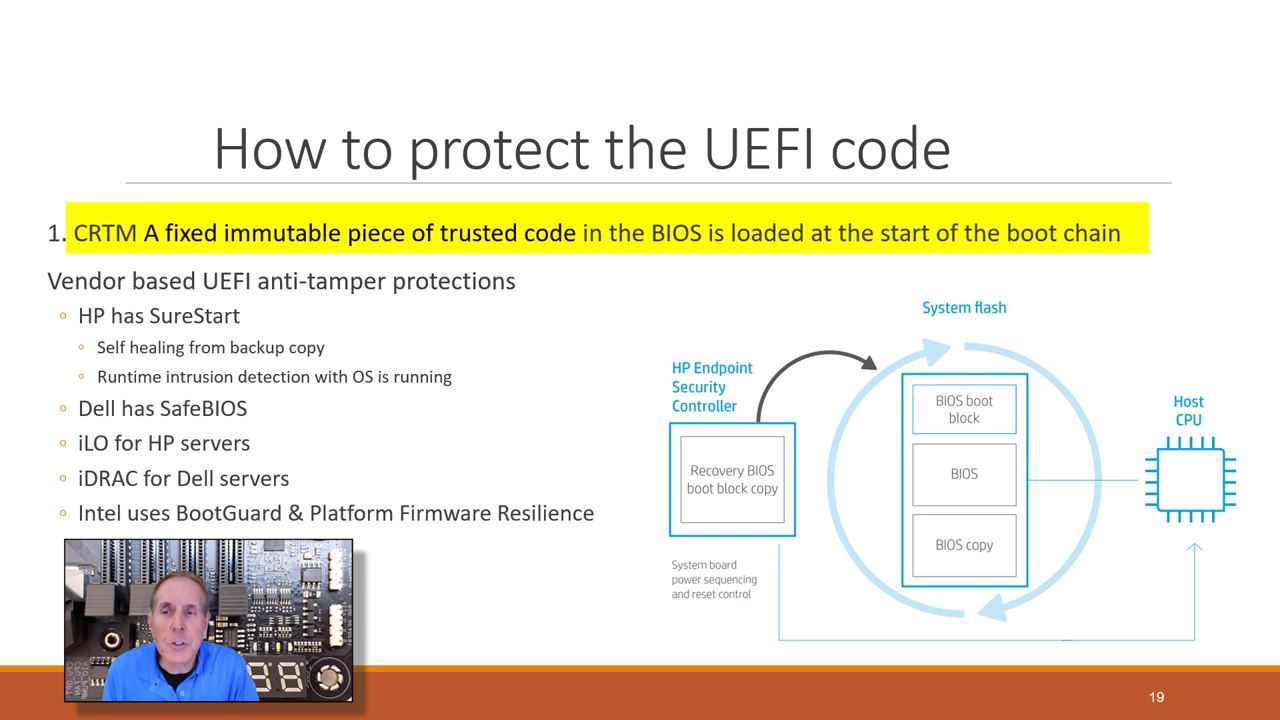 How to protect the UEFI code
1. CRTM A fixed immutable piece of trusted code in the BIOS is loaded at the start of the boot chain
Vendor based UEFI anti-tamper protections
◦ HP has SureStart
◦ Self healing from backup copy
◦ Runtime intrusion detection with OS is running
◦ Dell has SafeBIOS
◦ iLO for HP servers
◦ iDRAC for Dell servers
◦ Intel uses BootGuard & Platform Firmware Resilience
System flash
HP Endpoint
Security
Controller
Recovery BIOS
boot block copy
System board
power sequencing
and reset control
BIOS boot
block
BIOS
BIOS copy
Host
CPU
19